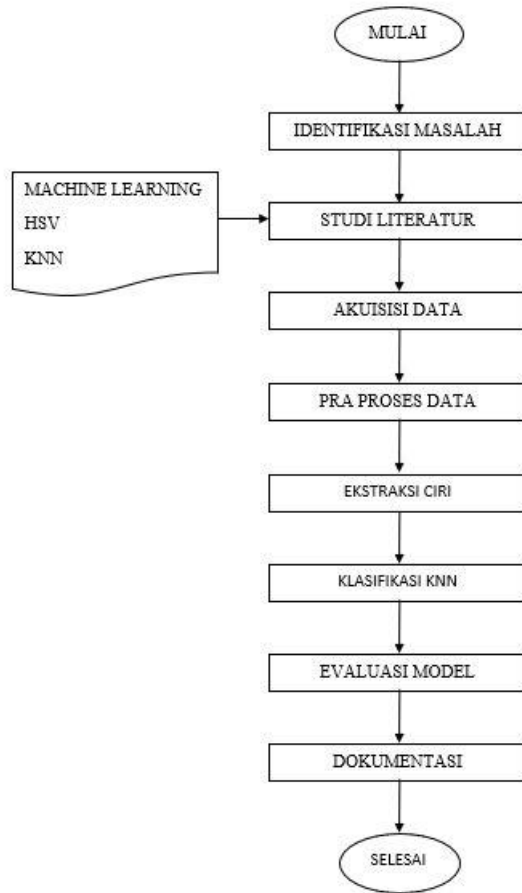 MULAI
IDENTIFIKASI MASALAH
MACHINE LEARNING
HSV
KNN
STUDI LITERATUR
AKUISISI DATA
PRA PROSES DATA
EKSTRAKSI CIRI
KLASIFIKASI KNN
EVALUASI MODEL
DOKUMENTASI
SELESAI